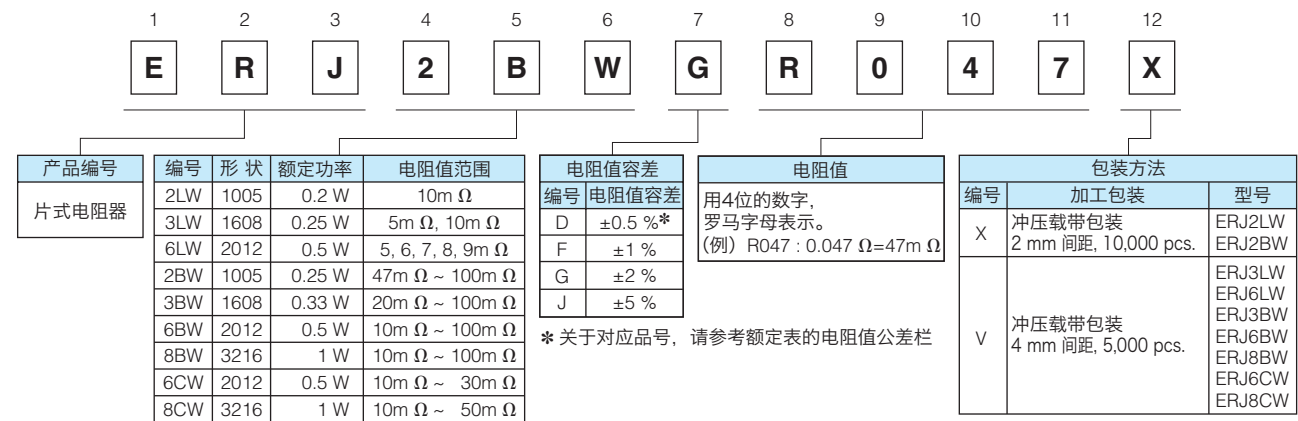 1 2 3 4 5 6 7 8 9 10 11 12
E R J 2 B W G R 0 4 7 X
产品编号
片式电阻器
编号 形 状 额定功率 电阻值范围
2LW 1005 0.2 W 10m Ω
3LW 1608 0.25 W 5m Ω, 10m Ω
6LW 2012 0.5 W 5, 6, 7, 8, 9m Ω
2BW 1005 0.25 W 47m Ω ~ 100m Ω
3BW 1608 0.33 W 20m Ω ~ 100m Ω
6BW 2012 0.5 W 10m Ω ~ 100m Ω
8BW 3216 1 W 10m Ω ~ 100m Ω
6CW 2012 0.5 W 10m Ω ~ 30m Ω
8CW 3216 1 W 10m Ω ~ 50m Ω
电阻值容差
编号 电阻值容差
D ±0.5 %✽
F ±1 %
G ±2 %
J ±5 %
✽ 关于对应品号，请参考额定表的电阻值公差栏
电阻值
用4位的数字,
罗马字母表示。
(例) R047 : 0.047 Ω=47m Ω
包装方法
编号 加工包装 型号
X 冲压载带包装
2 mm 间距, 10,000 pcs.
ERJ2LW
ERJ2BW
V 冲压载带包装
4 mm 间距, 5,000 pcs.
ERJ3LW
ERJ6LW
ERJ3BW
ERJ6BW
ERJ8BW
ERJ6CW
ERJ8CW